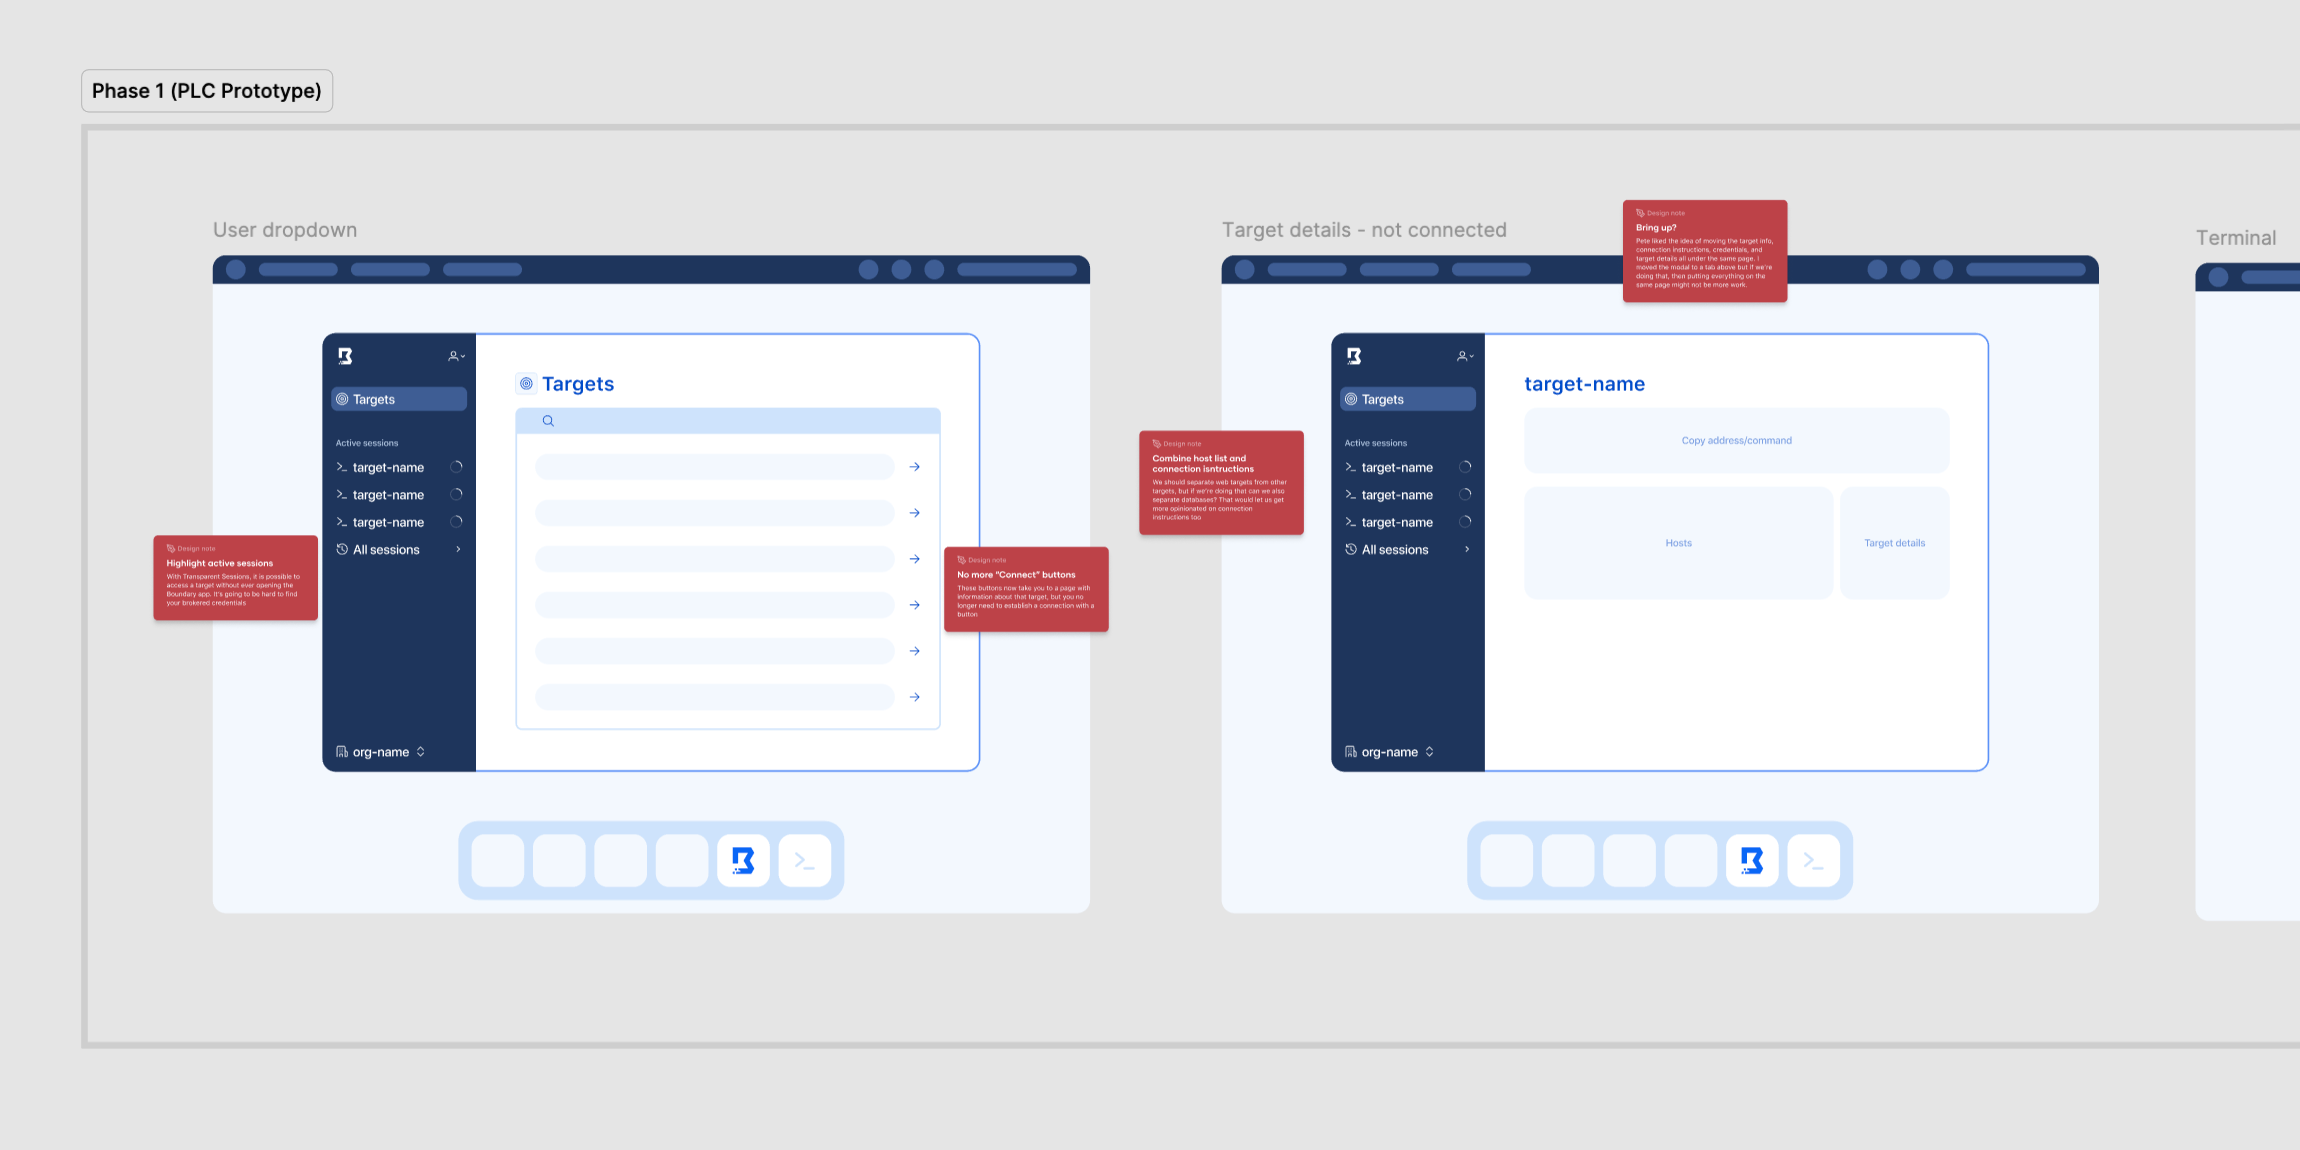 Phase 1 (PLC Prototype)
User dropdown
Targets
Active sessions
target-name
target-name
target-name
All sessions
org-name
Targets
Design note
Highlight active sessions
With Transparent Sessions, it is possible to
access a target without ever opening the
Boundary app. It's going to be hard to find
your brokered credentials
Design note
No more "Connect" buttons
These buttons now take you to a page with
information about that target, but you no
longer need to establish a connection with a
button
Target details - not connected
Design note
Bring up?
Pete liked the idea of moving the target info,
connection instructions, credentials, and
target details all under the same page. I
moved the modal to a tab above but if we're
doing that, then putting everything on the
same page might not be more work.
Design note
Combine host list and
connection isntructions
We should separate web targets from other
targets, but if we're doing that can we also
separate databases? That would let us get
more opinionated on connection
instructions too
Targets
Active sessions
target-name
target-name
target-name
All sessions
org-name
target-name
Copy address/command
Hosts
Target details
Terminal